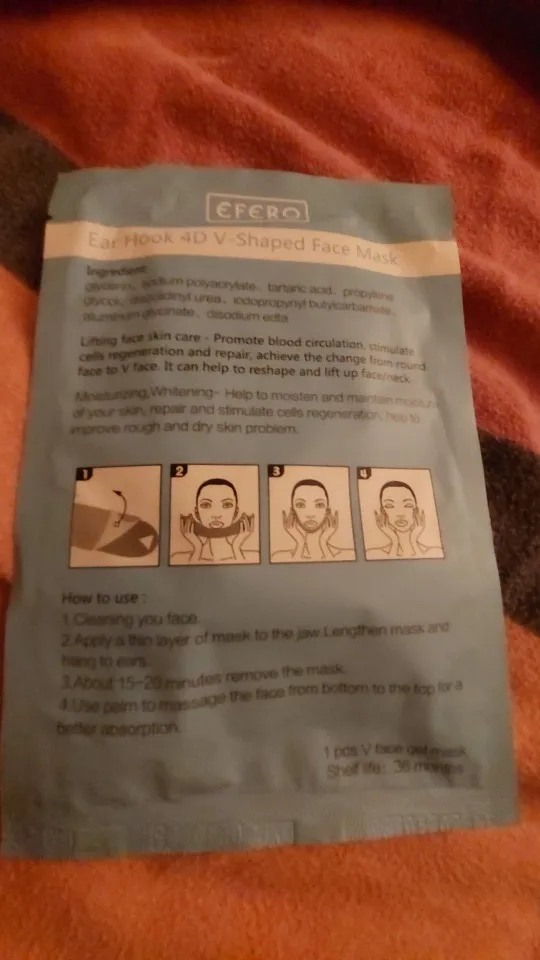 EFERO
Ear Hook 4D V-Shaped Face Mask
Ingredient:
Glycerin、sodium polyacrylate、tartaric acid、propylene
Glycol、diazolidinyl urea、iodopropynyl butylcarbamate、
aluminum glycinate、disodium edta
Lifting face skin care - Promote blood circulation, stimulate
cells regeneration and repair, achieve the change from round
face to V face. It can help to reshape and lift up face/neck.
Moisturizing,Whitening- Help to moisten and maintain moisture
of your skin, repair and stimulate cells regeneration, help to
improve rough and dry skin problem.
1 2 3 4
How to use :
1.Cleaning you face.
2.Apply a thin layer of mask to the jaw.Lengthen mask and
hang to ears.
3.About 15-20 minutes remove the mask.
4.Use palm to massage the face from bottom to the top for a
better absorption.
1 pcs V face gel mask
Shelf life: 36 months